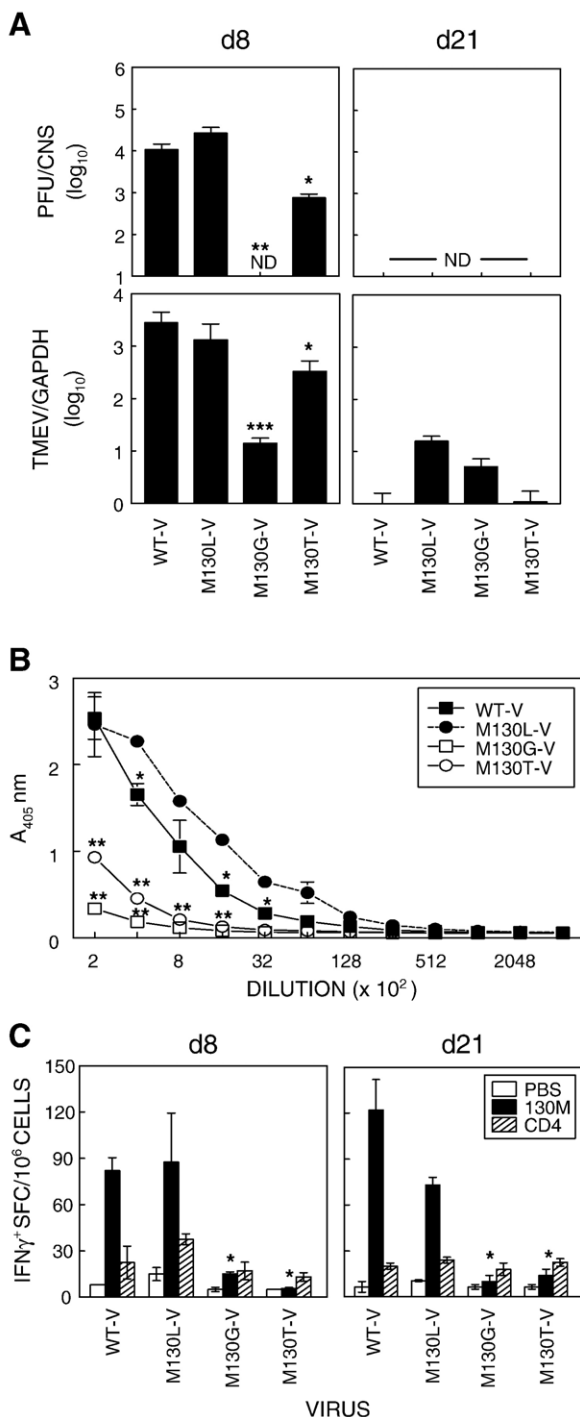 A
d8 d21
PFU/CNS
(log10)
6
5
4
3
2
1
**
ND
*
ND
TMEV/GAPDH
(log10)
4
3
2
1
0
***
*
WT-V
M130L-V
M130G-V
M130T-V
WT-V
M130L-V
M130G-V
M130T-V
B
A405 nm
3
2
1
0
WT-V
M130L-V
M130G-V
M130T-V
*
*
*
** ** ** **
** **
2 8 32 128 512 2048
DILUTION (x 10²)
C
d8 d21
IFNγ+ SFC/10⁶ CELLS
150
120
90
60
30
0
PBS
130M
CD4
* * * *
WT-V
M130L-V
M130G-V
M130T-V
WT-V
M130L-V
M130G-V
M130T-V
VIRUS